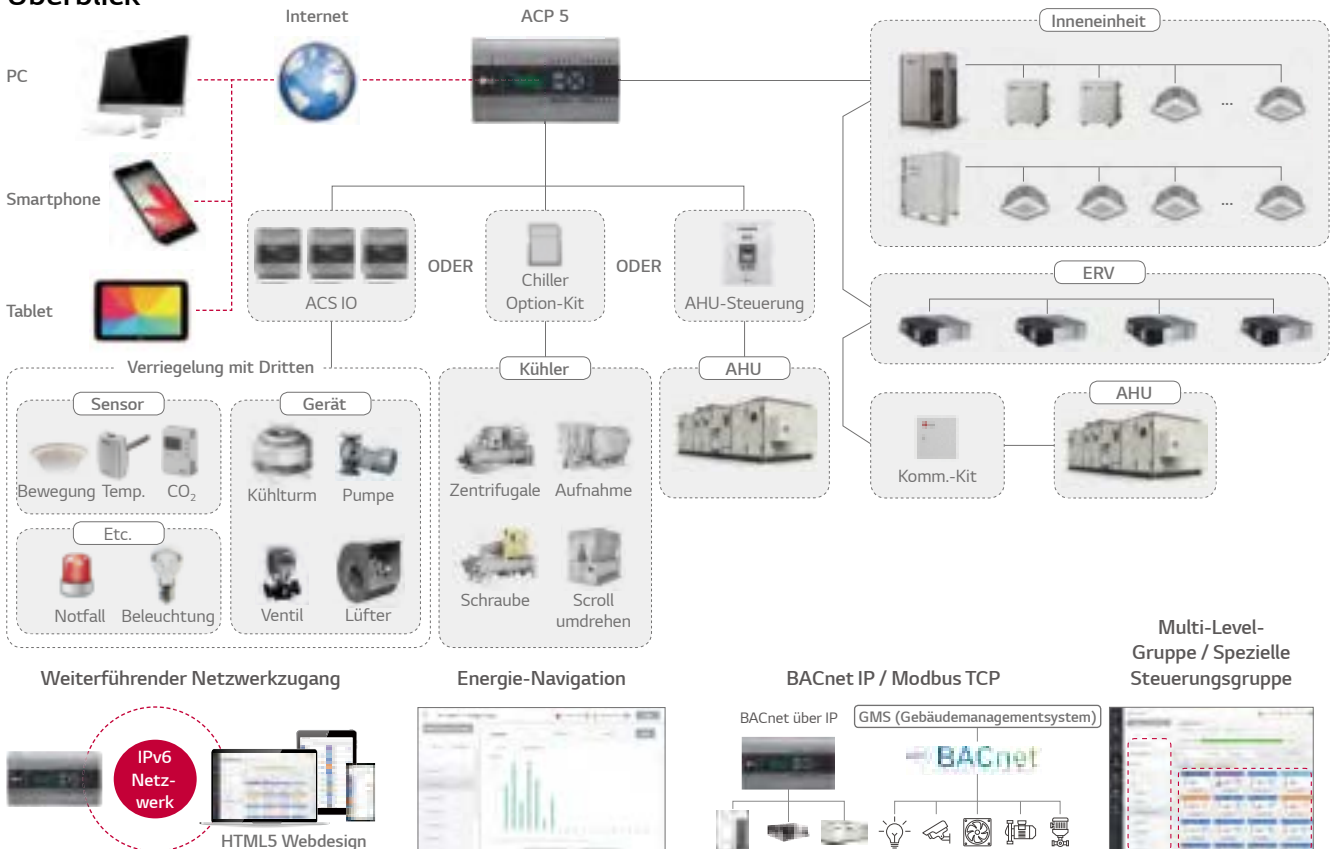 Überblick
Internet
ACP 5
Inneneinheit
PC
...
Smartphone
...
ODER
ODER
Chiller
Option-Kit
ACS IO
AHU-Steuerung
ERV
Tablet
Verriegelung mit Dritten
Kühler
AHU
Sensor
Gerät
AHU
Bewegung
Temp.
CO₂
Kühlturm
Pumpe
Zentrifugale
Aufnahme
Komm.-Kit
Etc.
Notfall
Beleuchtung
Ventil
Lüfter
Schraube
Scroll
umdrehen
Weiterführender Netzwerkzugang
IPv6
Netz-
werk
HTML5 Webdesign
Energie-Navigation
BACnet IP / Modbus TCP
BACnet über IP
GMS (Gebäudemanagementsystem)
BACnet
Multi-Level-
Gruppe / Spezielle
Steuerungsgruppe